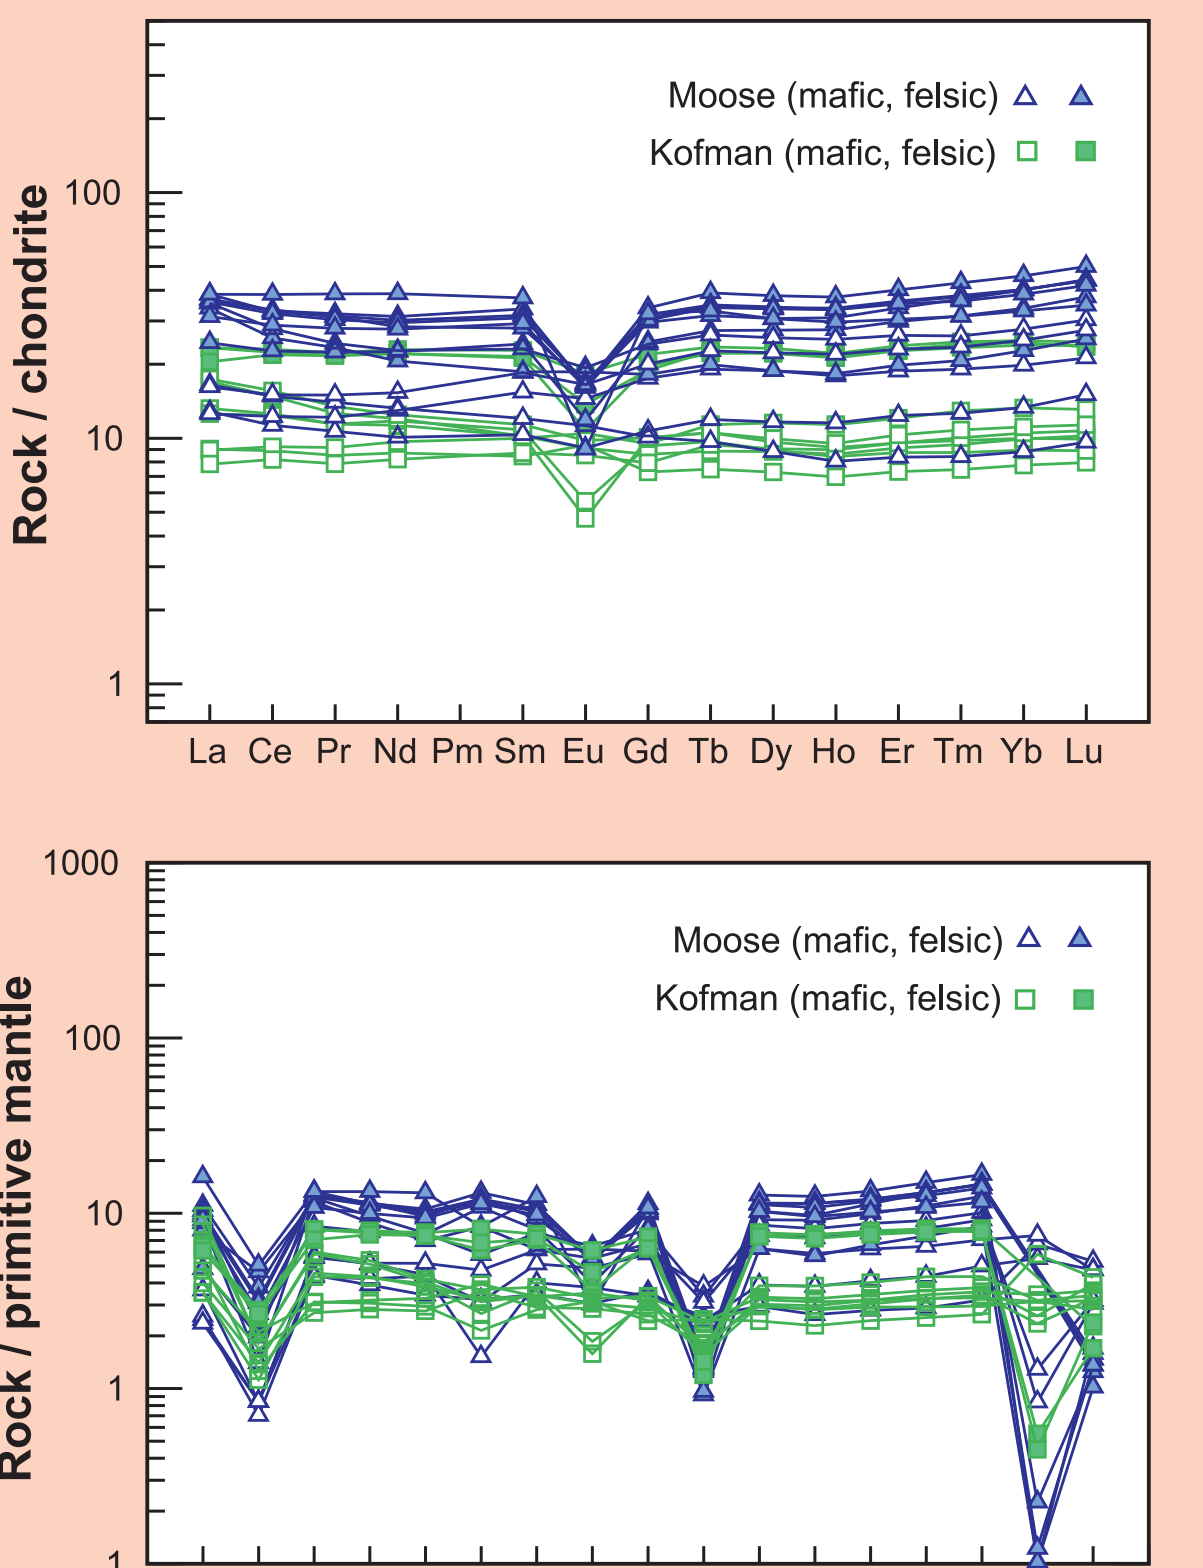 Moose (mafic, felsic)
Kofman (mafic, felsic)
100
10
1
Rock / chondrite
La Ce Pr Nd Pm Sm Eu Gd Tb Dy Ho Er Tm Yb Lu
1000
Moose (mafic, felsic)
Kofman (mafic, felsic)
100
10
1
.1
Rock / primitive mantle